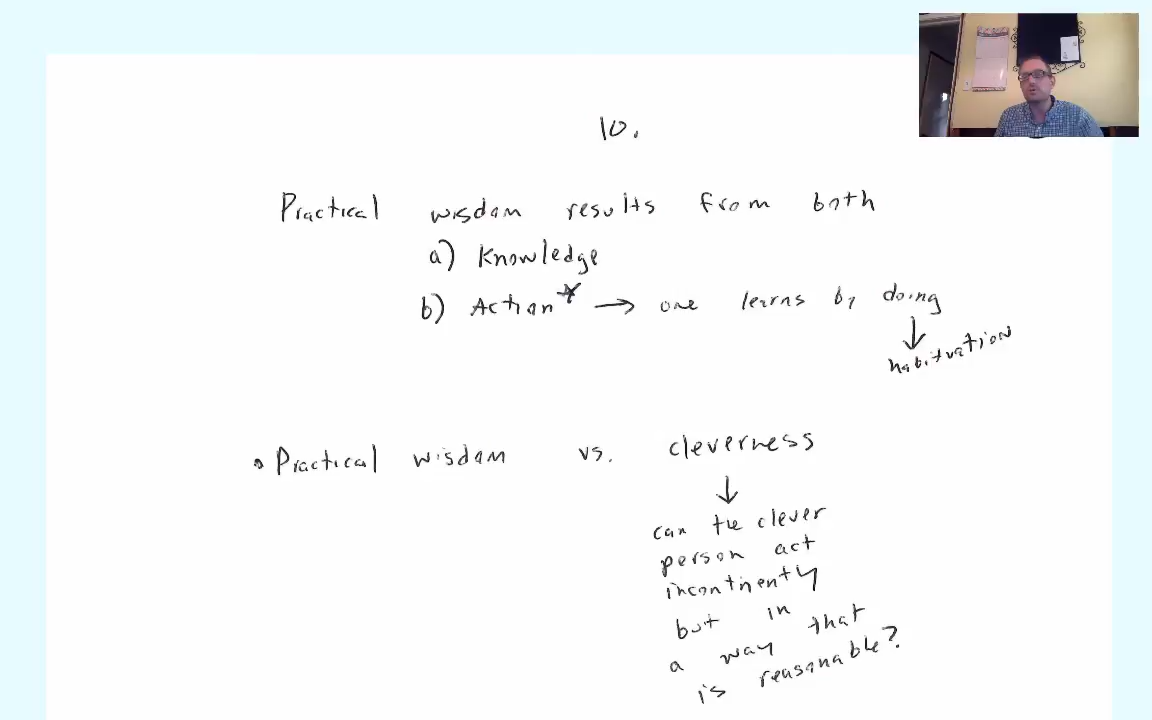 10.
Practical wisdom results from both
a) Knowledge
b) Action* → one learns by doing
↓
habituation
• Practical wisdom vs. cleverness
↓
can the clever
person act
incontinently
but in
a way that
is reasonable?